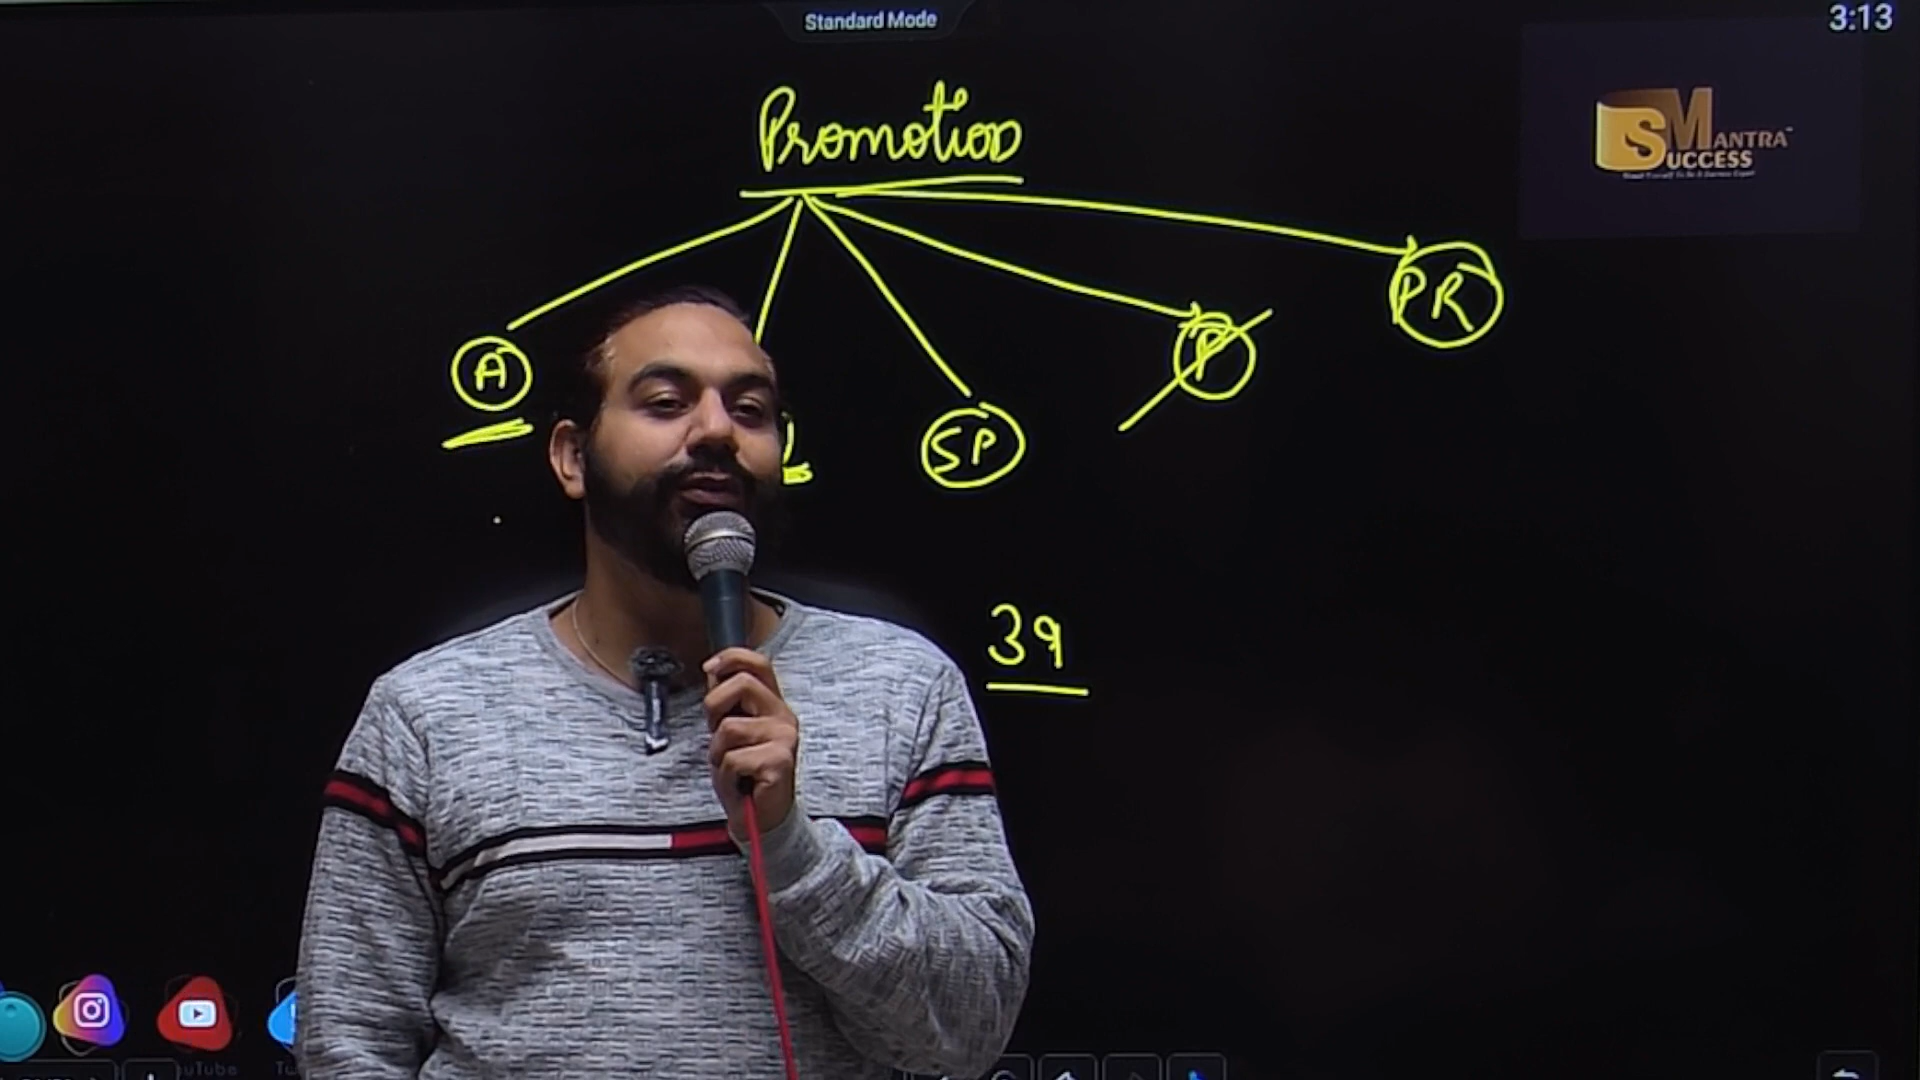 Standard Mode
3:13
Promotion
SUCCESS MANTRA
PR
P
A
SP
39